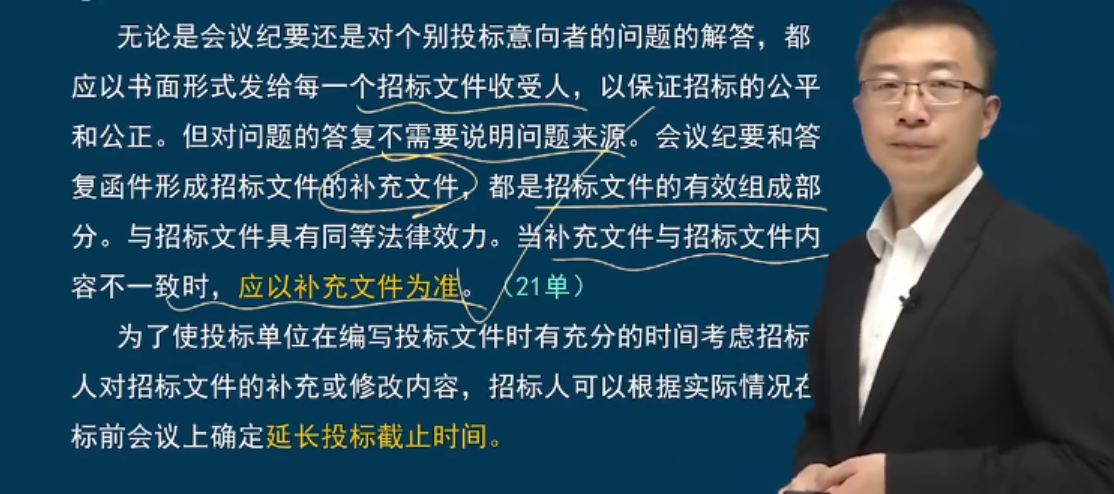 无论是会议纪要还是对个别投标意向者的问题的解答，都
应以书面形式发给每一个招标文件收受人，以保证招标的公平
和公正。但对问题的答复不需要说明问题来源。会议纪要和答
复函件形成招标文件的补充文件，都是招标文件的有效组成部
分。与招标文件具有同等法律效力。当补充文件与招标文件内
容不一致时，应以补充文件为准。（21单）
为了使投标单位在编写投标文件时有充分的时间考虑招标
人对招标文件的补充或修改内容，招标人可以根据实际情况在
标前会议上确定延长投标截止时间。